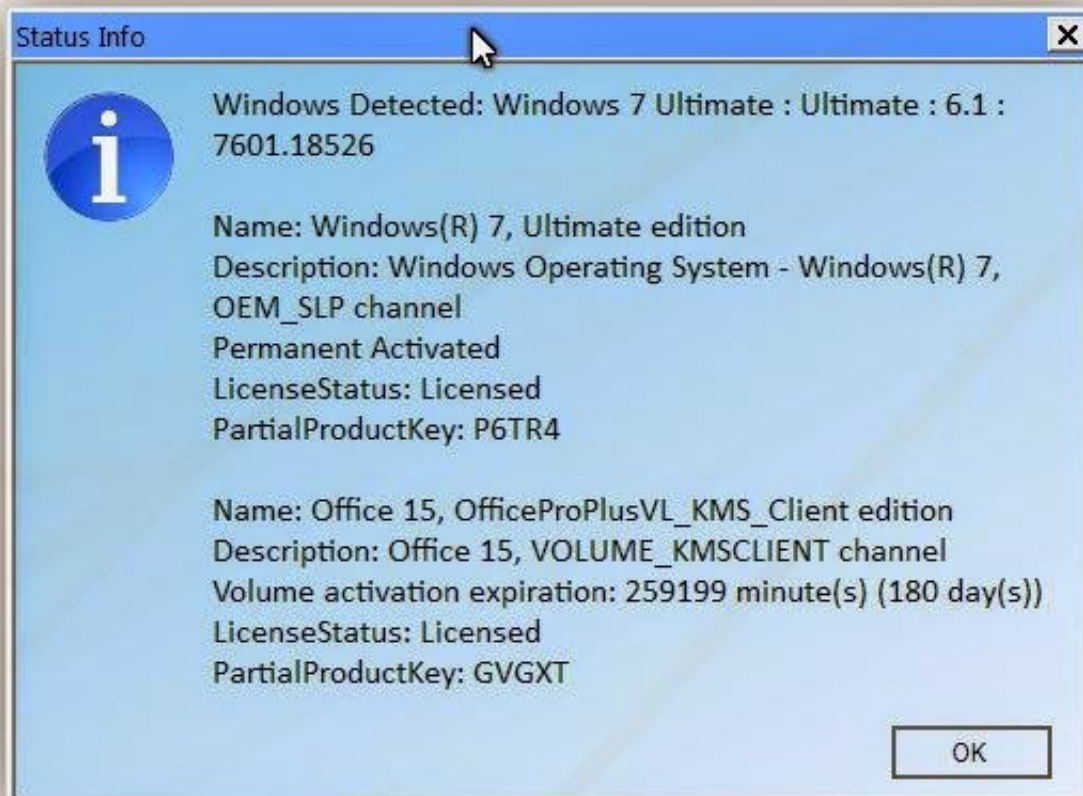 Status Info
Windows Detected: Windows 7 Ultimate : Ultimate : 6.1 :
7601.18526
Name: Windows(R) 7, Ultimate edition
Description: Windows Operating System - Windows(R) 7,
OEM_SLP channel
Permanent Activated
LicenseStatus: Licensed
PartialProductKey: P6TR4
Name: Office 15, OfficeProPlusVL_KMS_Client edition
Description: Office 15, VOLUME_KMSCLIENT channel
Volume activation expiration: 259199 minute(s) (180 day(s))
LicenseStatus: Licensed
PartialProductKey: GVGXT
OK